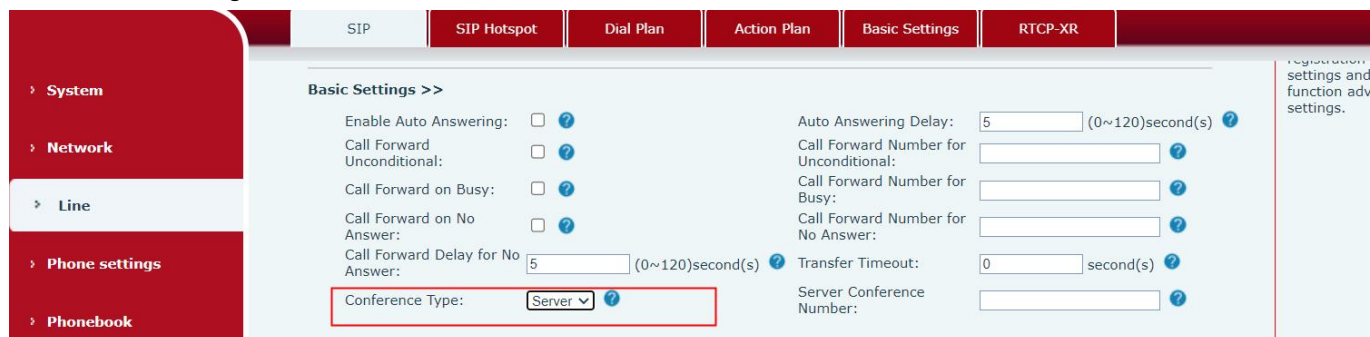 SIP SIP Hotspot Dial Plan Action Plan Basic Settings RTCP-XR
System
Network
Line
Phone settings
Phonebook
Basic Settings >>
Enable Auto Answering: Auto Answering Delay: 5 (0~120)second(s)
Call Forward
Unconditional:
Call Forward Number for
Unconditional:
Call Forward on Busy:
Call Forward Number for
Busy:
Call Forward on No
Answer:
Call Forward Number for
No Answer:
Call Forward Delay for No
Answer:
5 (0~120)second(s) Transfer Timeout: 0 second(s)
Conference Type: Server
Server Conference
Number:
settings and
function adv
settings.